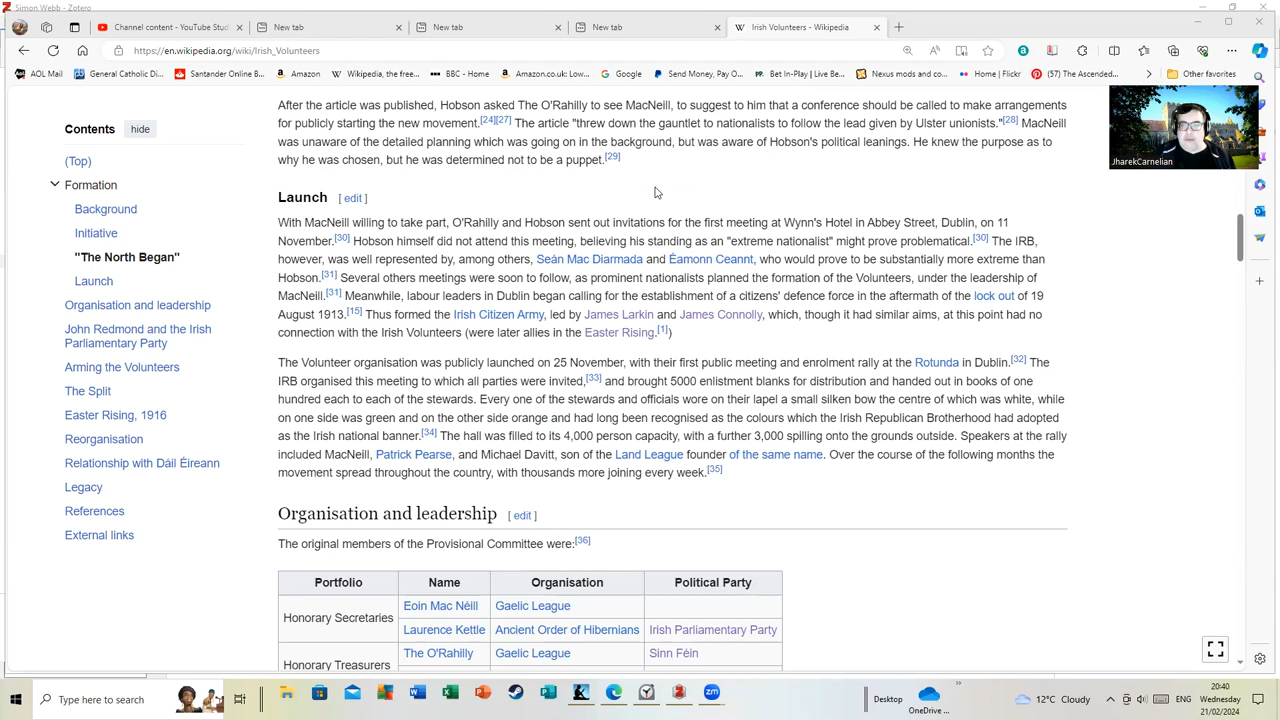 Simon Webb - Zotero
Channel content - YouTube Stud
New tab
New tab
New tab
Irish Volunteers - Wikipedia
https://en.wikipedia.org/wiki/Irish_Volunteers
AOL Mail
General Catholic Di...
Santander Online B...
Amazon
Wikipedia, the free...
BBC - Home
Amazon.co.uk: Low...
Google
Send Money, Pay O...
Bet In-Play | Live Be...
Nexus mods and co...
Home | Flickr
(57) The Ascended...
Other favorites
After the article was published, Hobson asked The O'Rahilly to see MacNeill, to suggest to him that a conference should be called to make arrangements
for publicly starting the new movement.[24][27] The article "threw down the gauntlet to nationalists to follow the lead given by Ulster unionists."[28] MacNeill
was unaware of the detailed planning which was going on in the background, but was aware of Hobson's political leanings. He knew the purpose as to
why he was chosen, but he was determined not to be a puppet.[29]
JharekCarnelian
Contents hide
(Top)
Formation
Background
Initiative
"The North Began"
Launch
Organisation and leadership
John Redmond and the Irish
Parliamentary Party
Arming the Volunteers
The Split
Easter Rising, 1916
Reorganisation
Relationship with Dáil Éireann
Legacy
References
External links
Launch [ edit ]
With MacNeill willing to take part, O'Rahilly and Hobson sent out invitations for the first meeting at Wynn's Hotel in Abbey Street, Dublin, on 11
November.[30] Hobson himself did not attend this meeting, believing his standing as an "extreme nationalist" might prove problematical.[30] The IRB,
however, was well represented by, among others, Seán Mac Diarmada and Éamonn Ceannt, who would prove to be substantially more extreme than
Hobson.[31] Several others meetings were soon to follow, as prominent nationalists planned the formation of the Volunteers, under the leadership of
MacNeill.[31] Meanwhile, labour leaders in Dublin began calling for the establishment of a citizens' defence force in the aftermath of the lock out of 19
August 1913.[15] Thus formed the Irish Citizen Army, led by James Larkin and James Connolly, which, though it had similar aims, at this point had no
connection with the Irish Volunteers (were later allies in the Easter Rising.[1])
The Volunteer organisation was publicly launched on 25 November, with their first public meeting and enrolment rally at the Rotunda in Dublin.[32] The
IRB organised this meeting to which all parties were invited,[33] and brought 5000 enlistment blanks for distribution and handed out in books of one
hundred each to each of the stewards. Every one of the stewards and officials wore on their lapel a small silken bow the centre of which was white, while
on one side was green and on the other side orange and had long been recognised as the colours which the Irish Republican Brotherhood had adopted
as the Irish national banner.[34] The hall was filled to its 4,000 person capacity, with a further 3,000 spilling onto the grounds outside. Speakers at the rally
included MacNeill, Patrick Pearse, and Michael Davitt, son of the Land League founder of the same name. Over the course of the following months the
movement spread throughout the country, with thousands more joining every week.[35]
Organisation and leadership [ edit ]
The original members of the Provisional Committee were:[36]
Portfolio Name Organisation Political Party
Honorary Secretaries
Eoin Mac Néill Gaelic League
Laurence Kettle Ancient Order of Hibernians Irish Parliamentary Party
Honorary Treasurers
The O'Rahilly Gaelic League Sinn Féin
Type here to search
Desktop
OneDrive ...
12°C Cloudy
ENG
20:40
Wednesday
21/02/2024